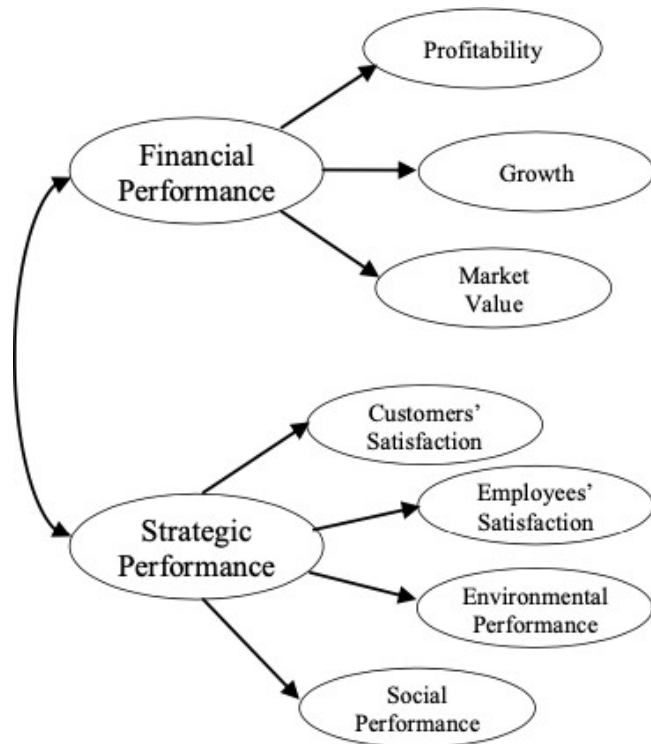 Profitability
Financial
Performance
Growth
Market
Value
Customers’
Satisfaction
Employees’
Satisfaction
Strategic
Performance
Environmental
Performance
Social
Performance